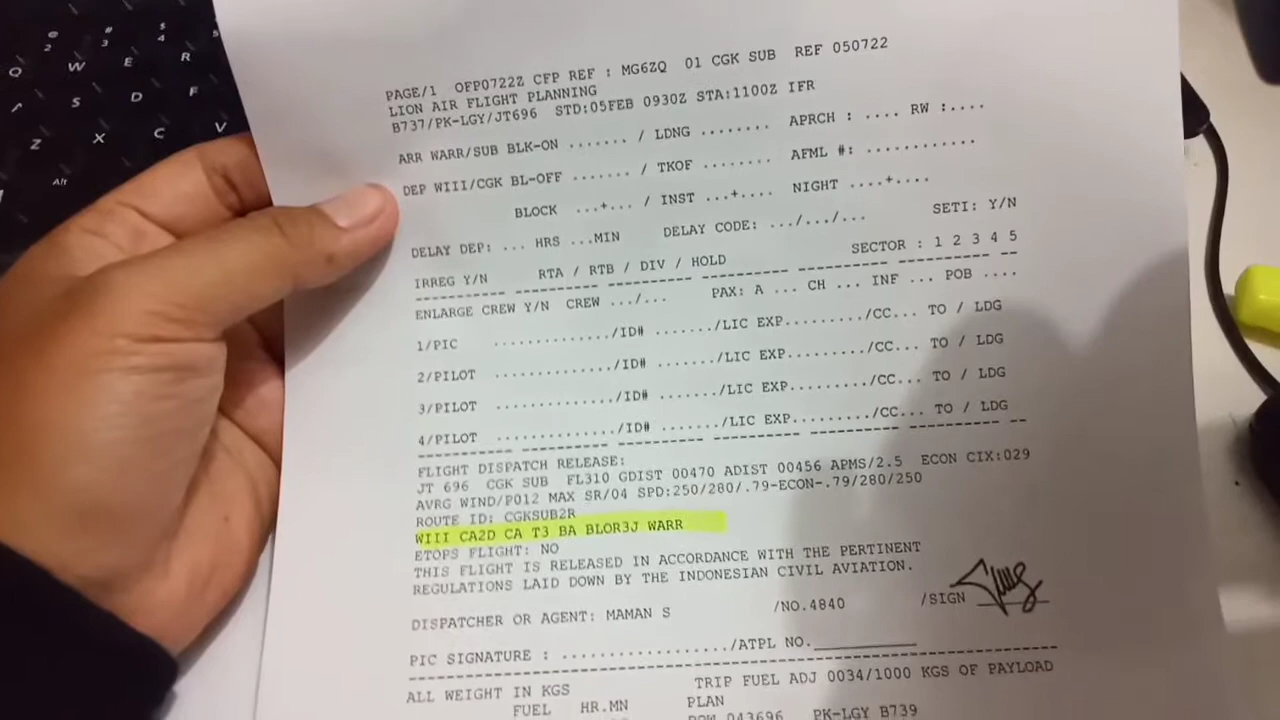 PAGE/1 OFP0722Z CFP REF : MG6ZQ 01 CGK SUB REF 050722
LION AIR FLIGHT PLANNING
B737/PK-LGY/JT696 STD:05FEB 0930Z STA:1100Z IFR
ARR WARR/SUB BLK-ON ....... / LDNG ........ APRCH : .... RW :....
DEP WIII/CGK BL-OFF ....... / TKOF ........ AFML #: ............
BLOCK ...+... / INST ...+.... NIGHT ....+....
DELAY DEP: ... HRS ...MIN DELAY CODE: .../.../... SETI: Y/N
IRREG Y/N RTA / RTB / DIV / HOLD SECTOR : 1 2 3 4 5
ENLARGE CREW Y/N CREW .../... PAX: A ... CH ... INF ... POB ....
1/PIC ............../ID# ......./LIC EXP........./CC... TO / LDG
2/PILOT ............../ID# ......./LIC EXP........./CC... TO / LDG
3/PILOT ............../ID# ......./LIC EXP........./CC... TO / LDG
4/PILOT ............../ID# ......./LIC EXP........./CC... TO / LDG
FLIGHT DISPATCH RELEASE:
JT 696 CGK SUB FL310 GDIST 00470 ADIST 00456 APMS/2.5 ECON CIX:029
AVRG WIND/P012 MAX SR/04 SPD:250/280/.79-ECON-.79/280/250
ROUTE ID: CGKSUB2R
WIII CA2D CA T3 BA BLOR3J WARR
ETOPS FLIGHT: NO
THIS FLIGHT IS RELEASED IN ACCORDANCE WITH THE PERTINENT
REGULATIONS LAID DOWN BY THE INDONESIAN CIVIL AVIATION.
DISPATCHER OR AGENT: MAMAN S /NO.4840 /SIGN
PIC SIGNATURE : .................../ATPL NO.
ALL WEIGHT IN KGS TRIP FUEL ADJ 0034/1000 KGS OF PAYLOAD
FUEL HR.MN PLAN
PK-LGY B739
Q
W
E
R
S
D
F
Z
X
C
V
Alt